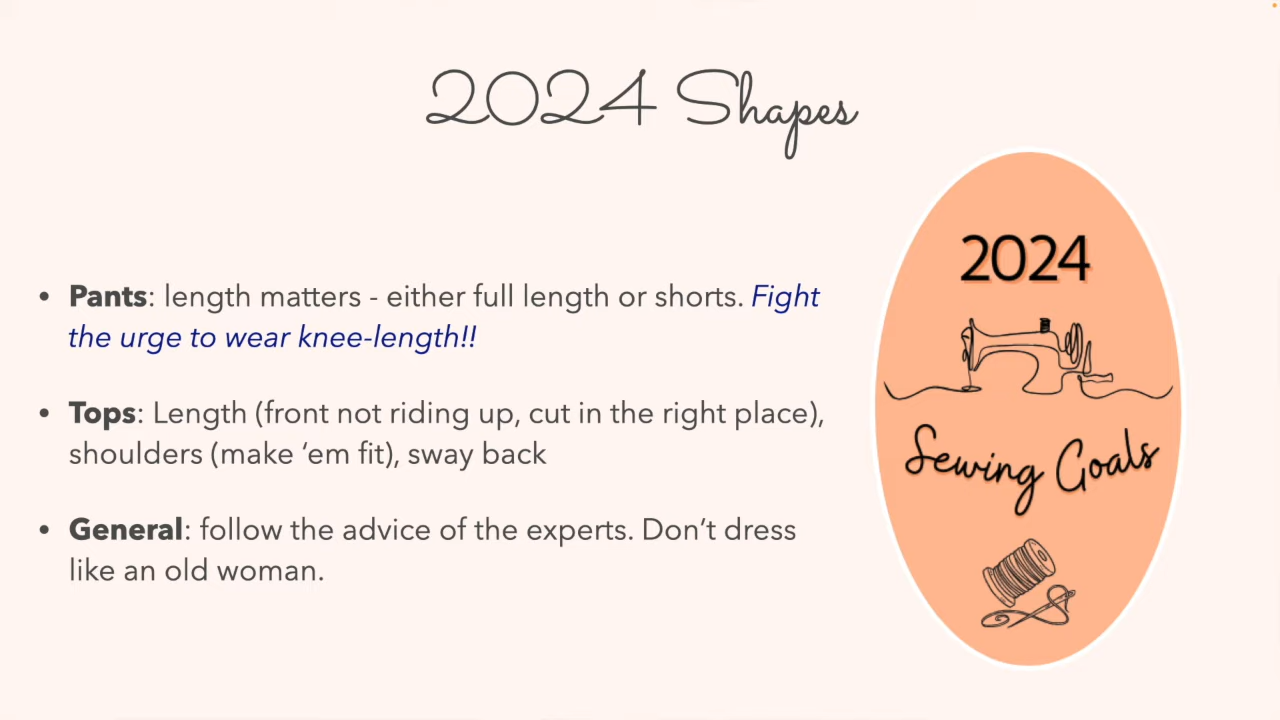 2024 Shapes
• Pants: length matters - either full length or shorts. Fight
the urge to wear knee-length!!
• Tops: Length (front not riding up, cut in the right place),
shoulders (make ‘em fit), sway back
• General: follow the advice of the experts. Don’t dress
like an old woman.
2024
Sewing Goals